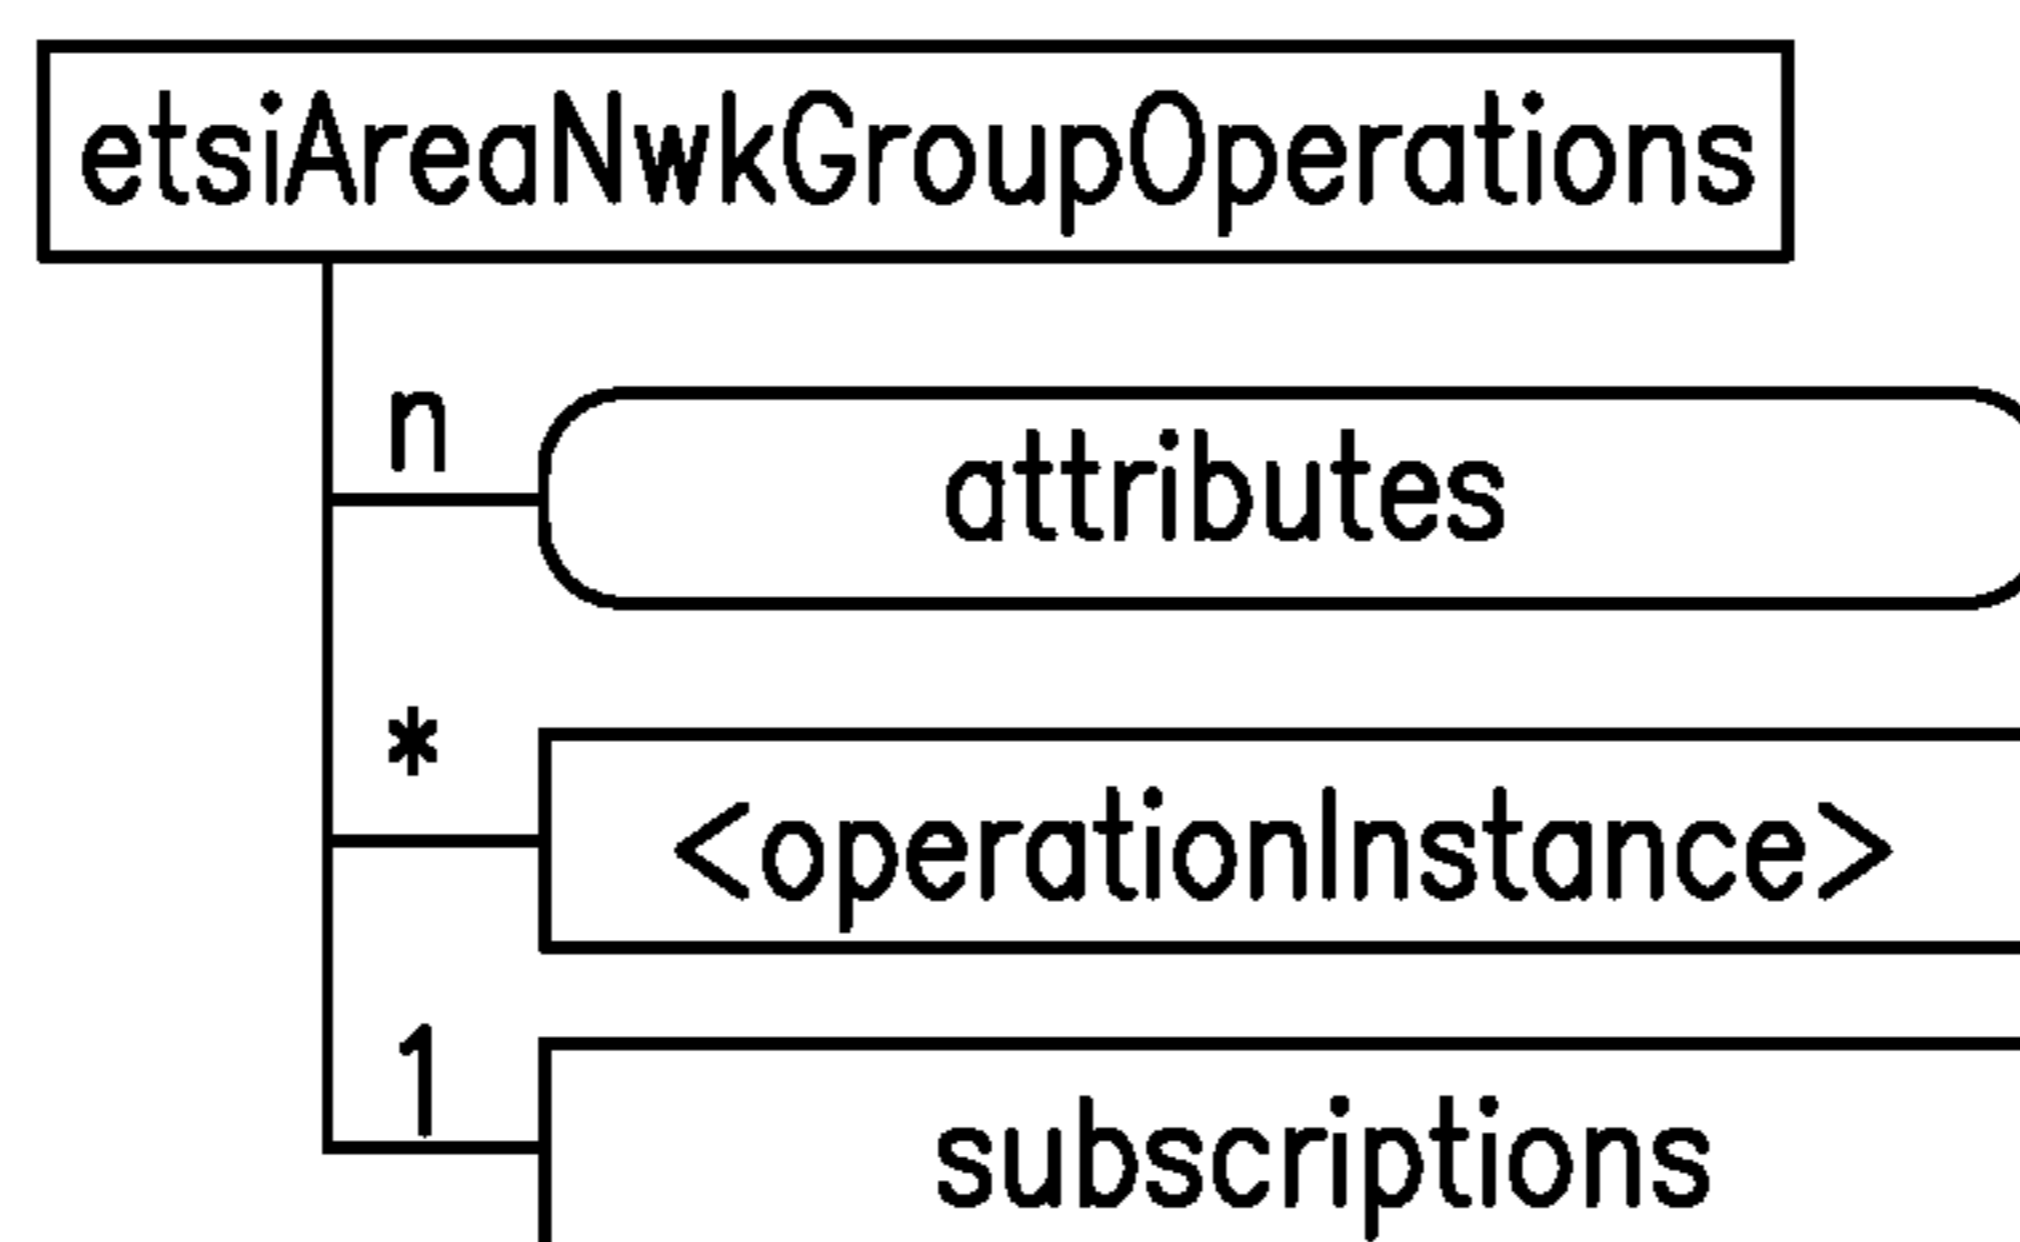 etsiAreaNwkGroupOperations
n
attributes
*
<operationInstance>
1
subscriptions